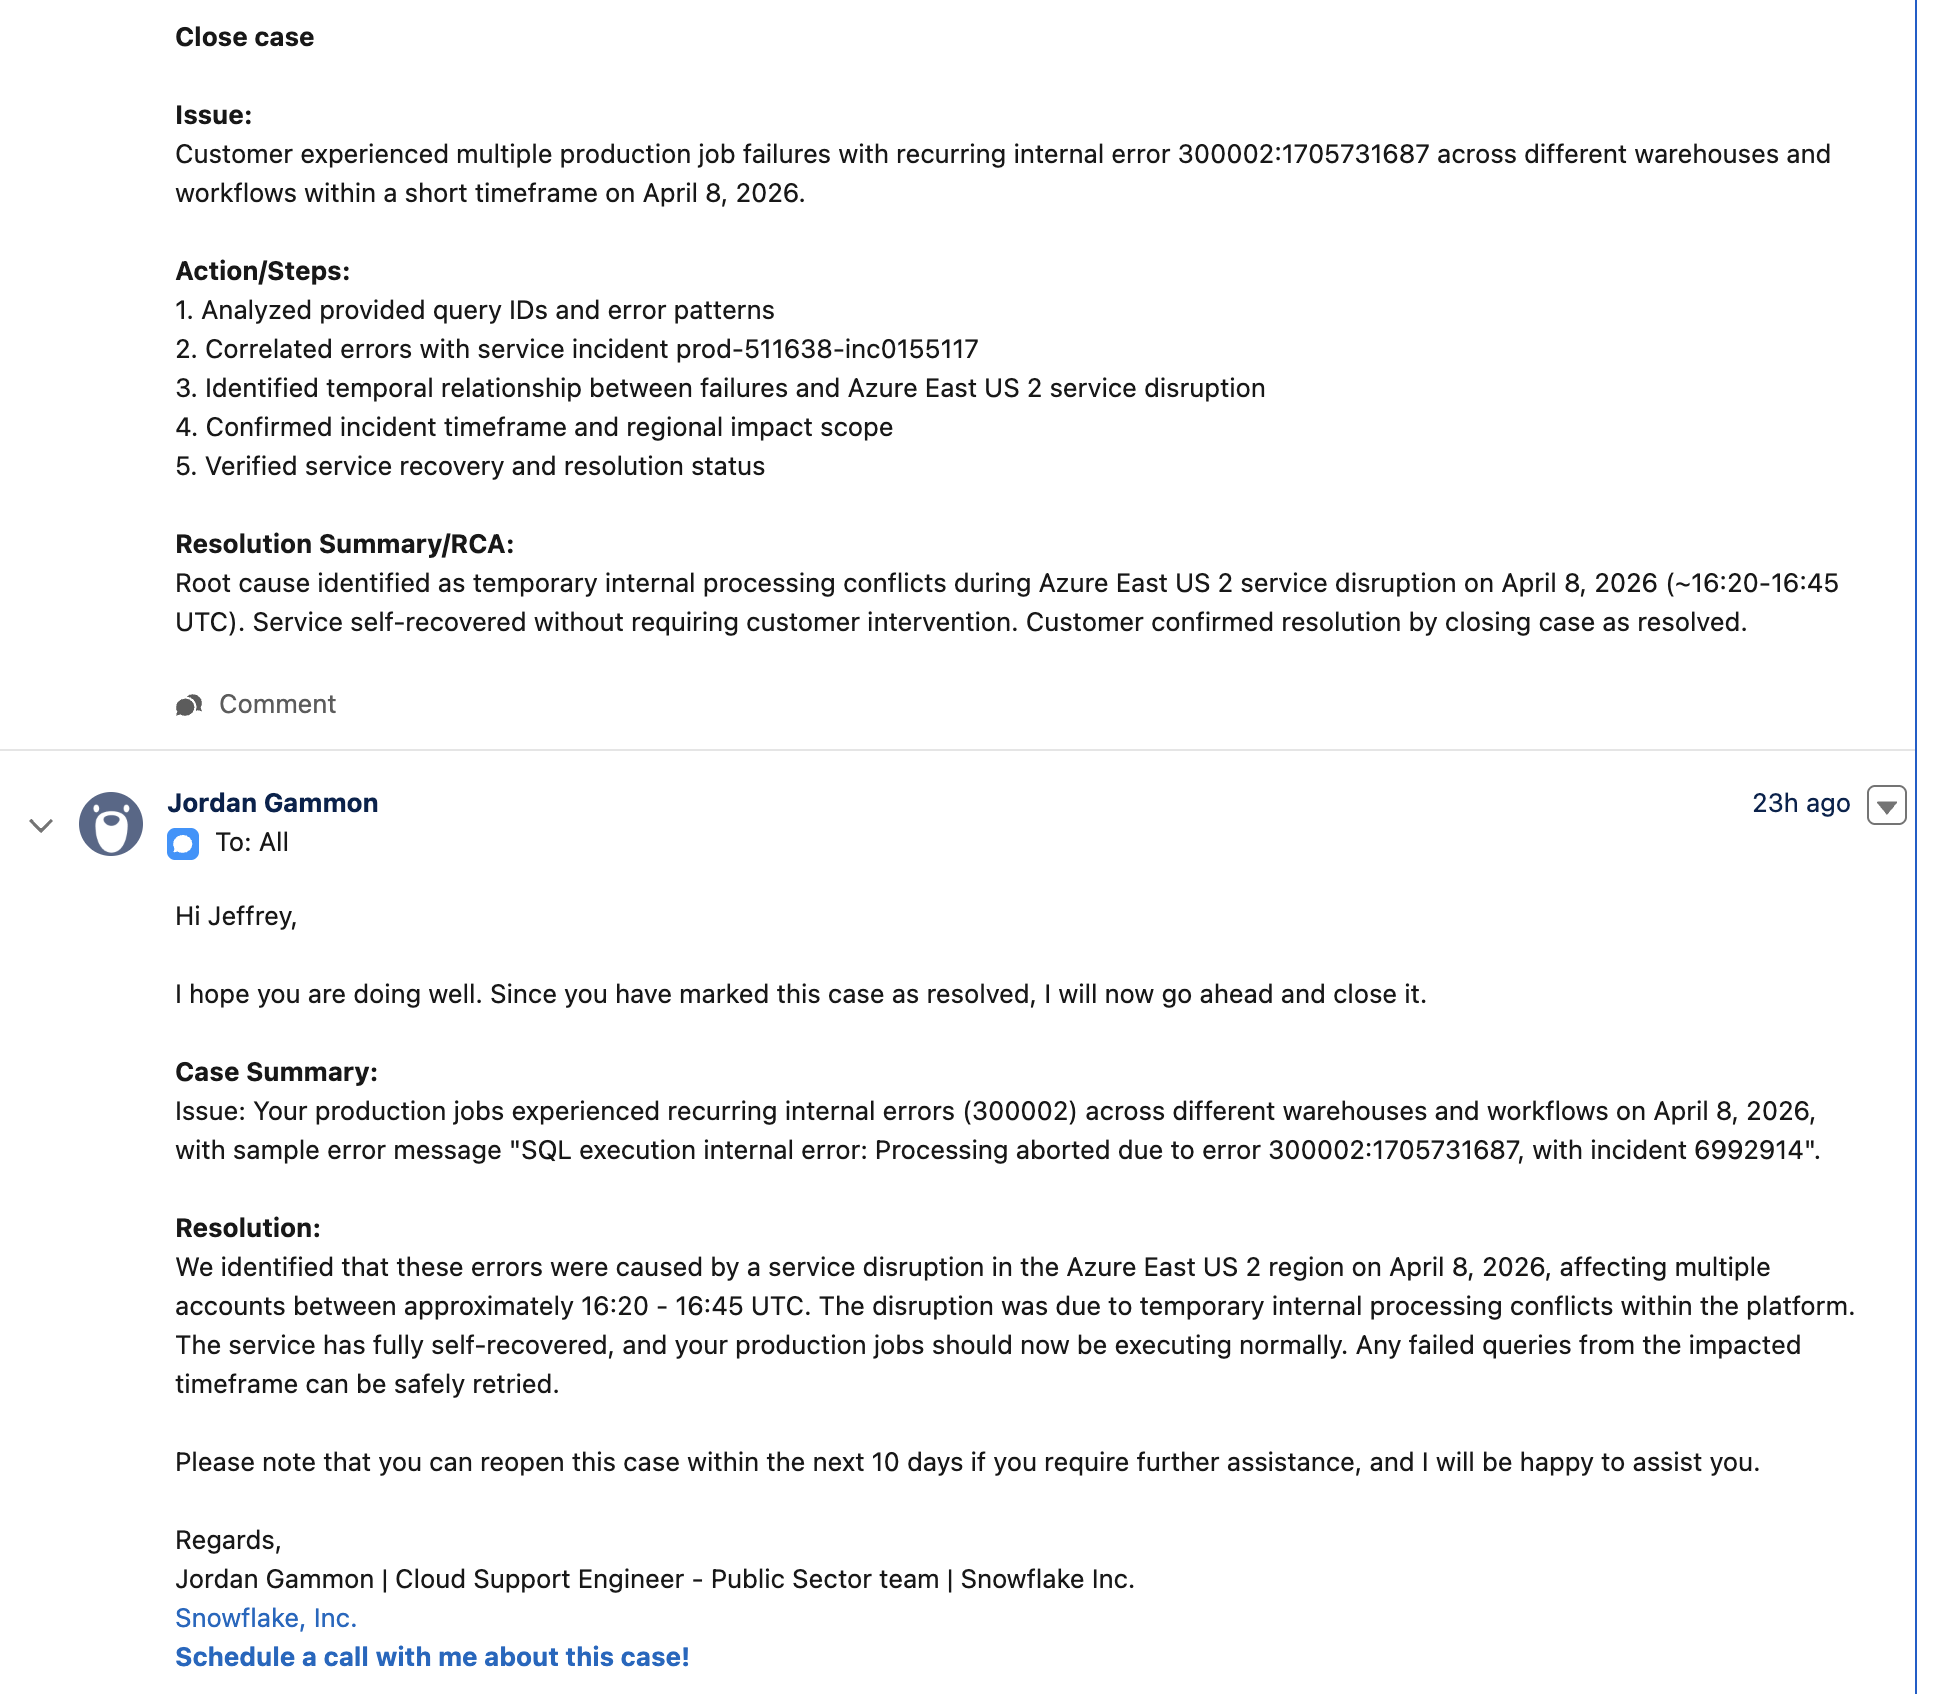 Close case
Issue:
Customer experienced multiple production job failures with recurring internal error 300002:1705731687 across different warehouses and
workflows within a short timeframe on April 8, 2026.
Action/Steps:
1. Analyzed provided query IDs and error patterns
2. Correlated errors with service incident prod-511638-inc0155117
3. Identified temporal relationship between failures and Azure East US 2 service disruption
4. Confirmed incident timeframe and regional impact scope
5. Verified service recovery and resolution status
Resolution Summary/RCA:
Root cause identified as temporary internal processing conflicts during Azure East US 2 service disruption on April 8, 2026 (~16:20-16:45
UTC). Service self-recovered without requiring customer intervention. Customer confirmed resolution by closing case as resolved.
Comment
Jordan Gammon
23h ago
To: All
Hi Jeffrey,
I hope you are doing well. Since you have marked this case as resolved, I will now go ahead and close it.
Case Summary:
Issue: Your production jobs experienced recurring internal errors (300002) across different warehouses and workflows on April 8, 2026,
with sample error message "SQL execution internal error: Processing aborted due to error 300002:1705731687, with incident 6992914".
Resolution:
We identified that these errors were caused by a service disruption in the Azure East US 2 region on April 8, 2026, affecting multiple
accounts between approximately 16:20 - 16:45 UTC. The disruption was due to temporary internal processing conflicts within the platform.
The service has fully self-recovered, and your production jobs should now be executing normally. Any failed queries from the impacted
timeframe can be safely retried.
Please note that you can reopen this case within the next 10 days if you require further assistance, and I will be happy to assist you.
Regards,
Jordan Gammon | Cloud Support Engineer - Public Sector team | Snowflake Inc.
Snowflake, Inc.
Schedule a call with me about this case!